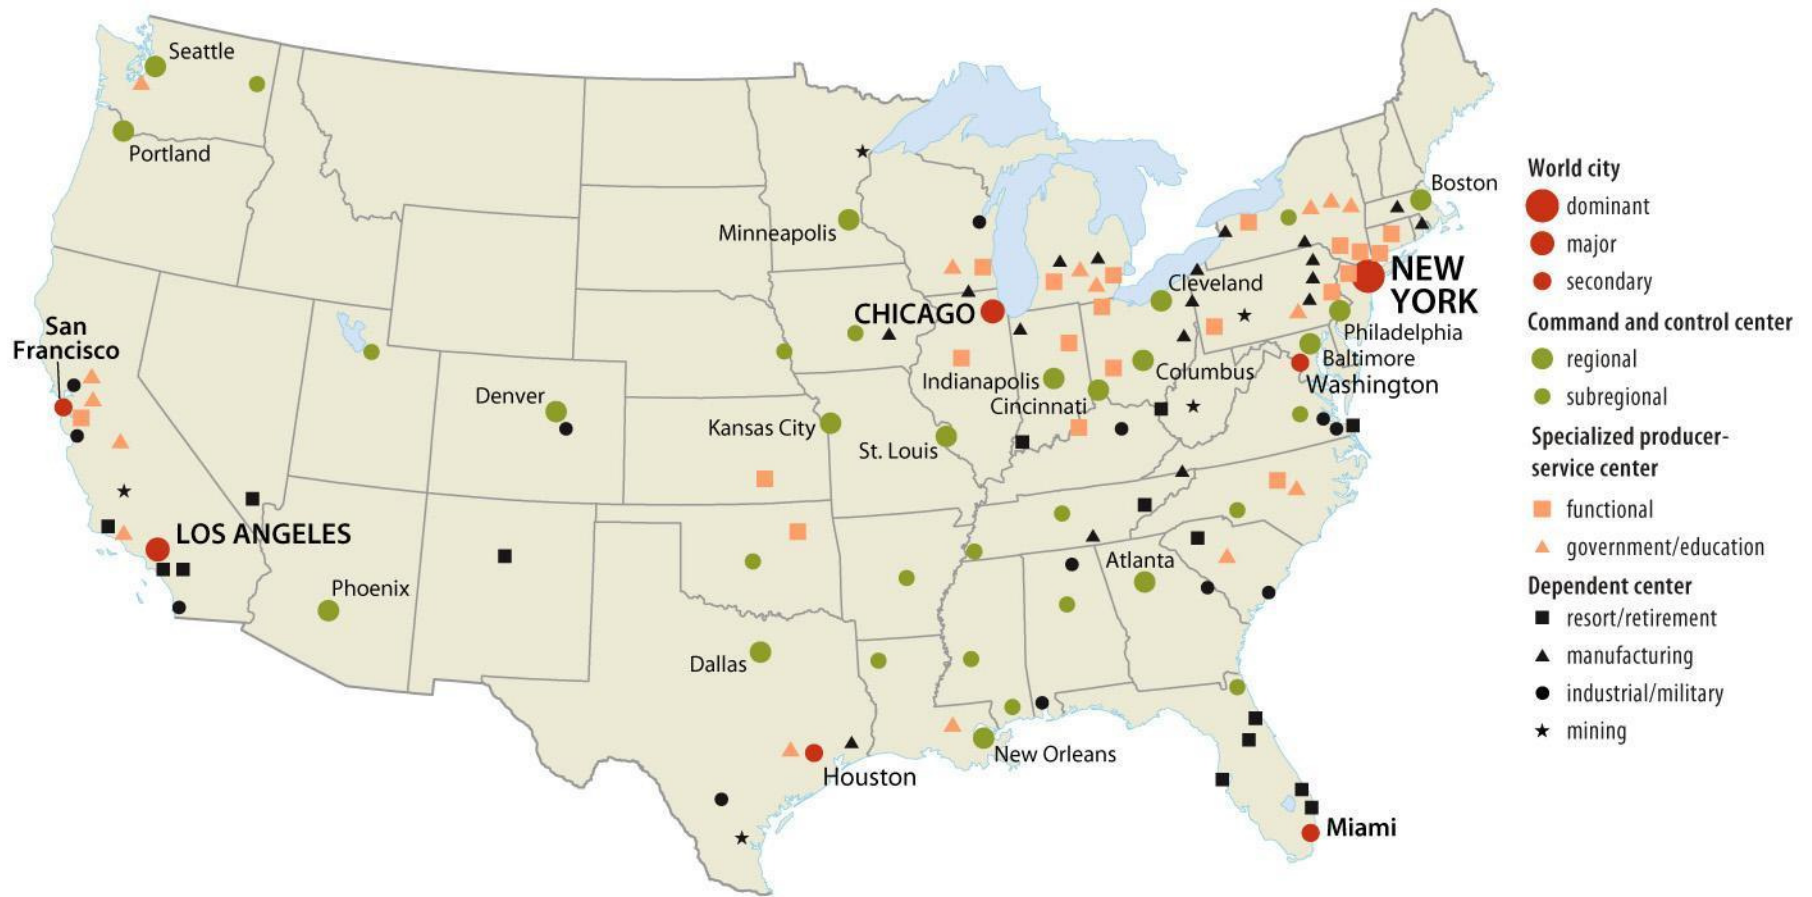 Seattle
Portland
Minneapolis
Boston
NEW
YORK
Cleveland
CHICAGO
Philadelphia
Baltimore
Washington
Columbus
Indianapolis
Cincinnati
San
Francisco
Denver
Kansas City
St. Louis
LOS ANGELES
Phoenix
Atlanta
Dallas
New Orleans
Houston
Miami
World city
dominant
major
secondary
Command and control center
regional
subregional
Specialized producer-
service center
functional
government/education
Dependent center
resort/retirement
manufacturing
industrial/military
mining